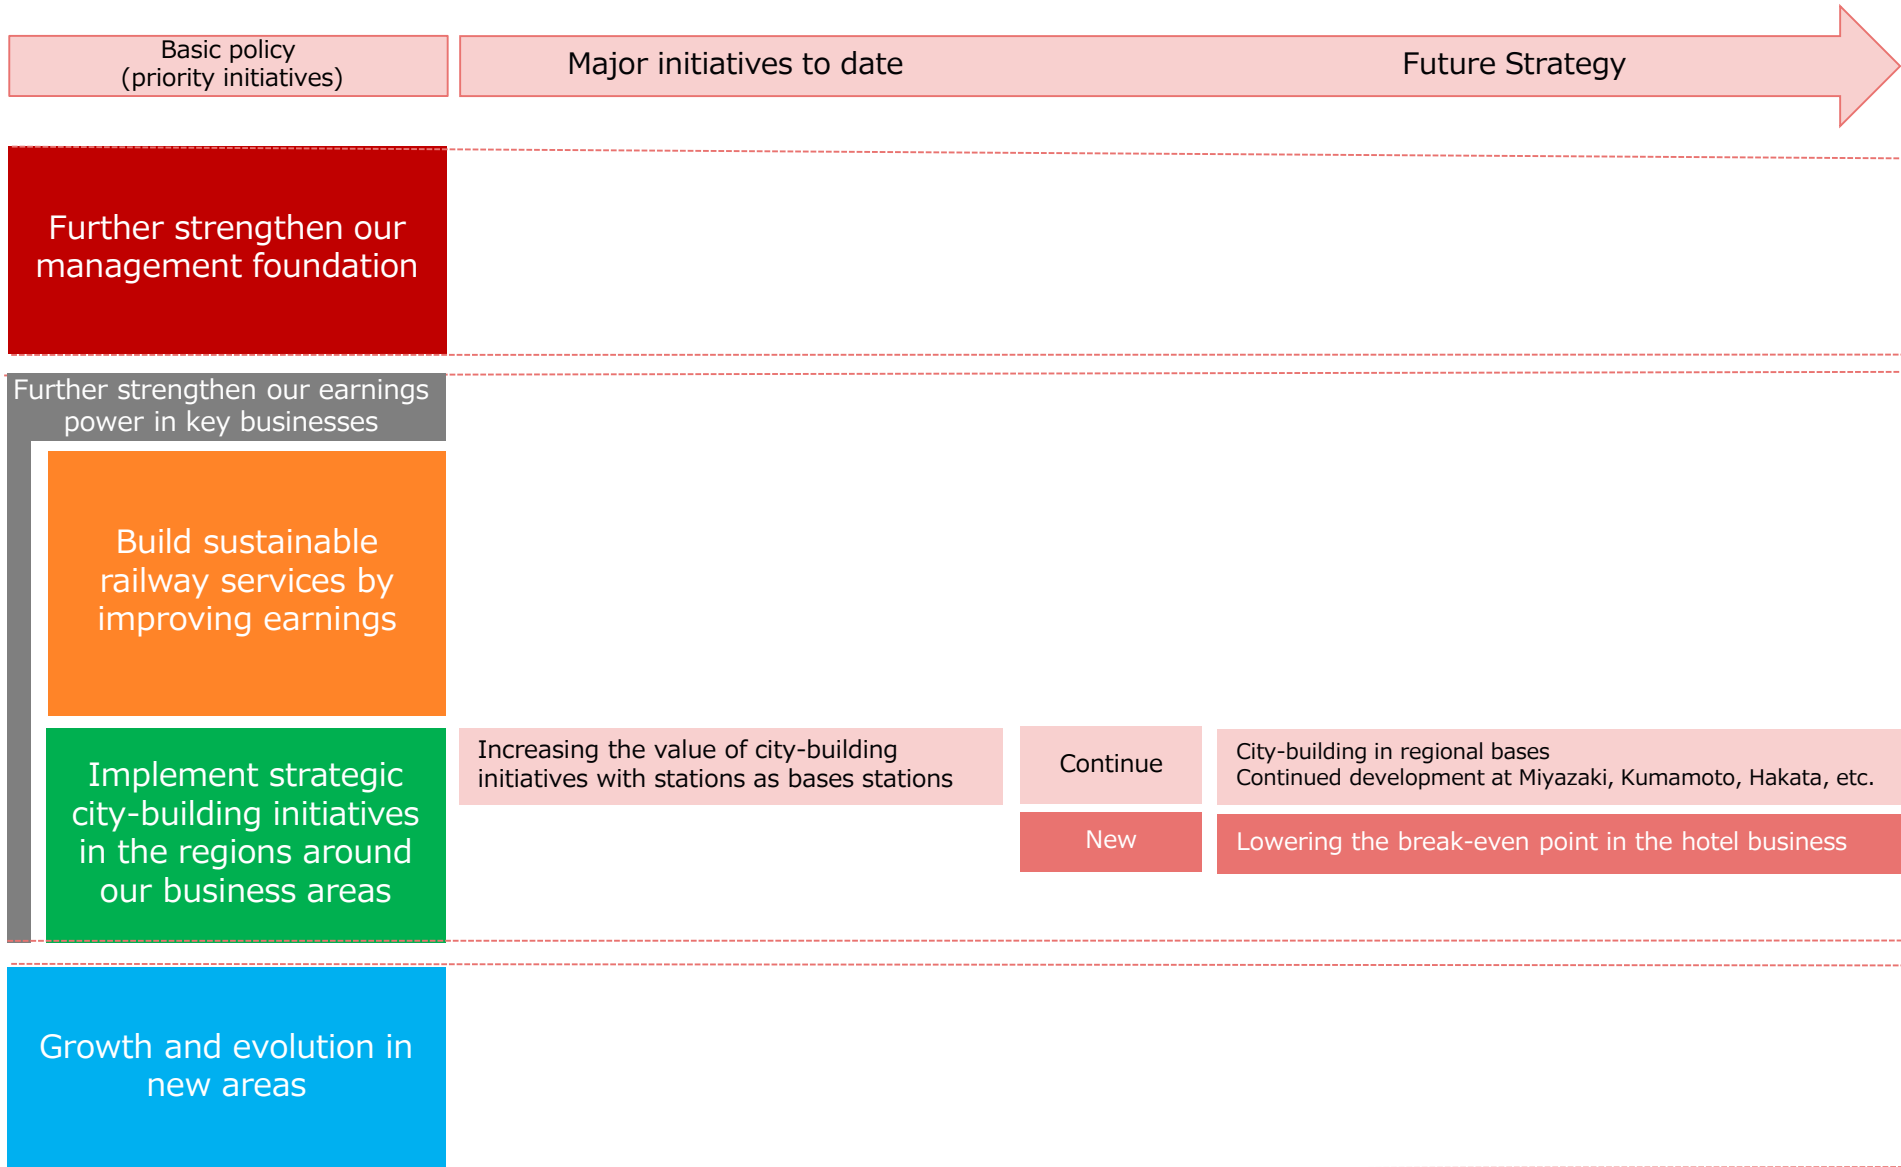 Basic policy
(priority initiatives)
Major initiatives to date
Future Strategy
Further strengthen our
management foundation
Further strengthen our earnings
power in key businesses
Build sustainable
railway services by
improving earnings
Implement strategic
city-building initiatives
in the regions around
our business areas
Increasing the value of city-building
initiatives with stations as bases stations
Continue
City-building in regional bases
Continued development at Miyazaki, Kumamoto, Hakata, etc.
New
Lowering the break-even point in the hotel business
Growth and evolution in
new areas